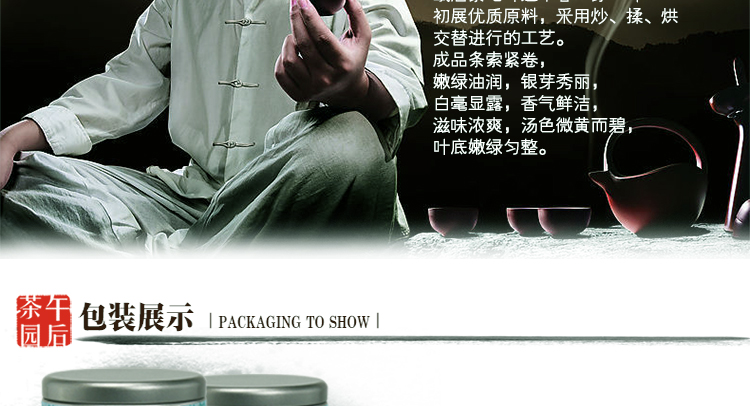 初展优质原料，采用炒、揉、烘
交替进行的工艺。
成品条索紧卷，
嫩绿油润，银芽秀丽，
白毫显露，香气鲜洁，
滋味浓爽，汤色微黄而碧，
叶底嫩绿匀整。
午后茶园
包装展示 | PACKAGING TO SHOW |